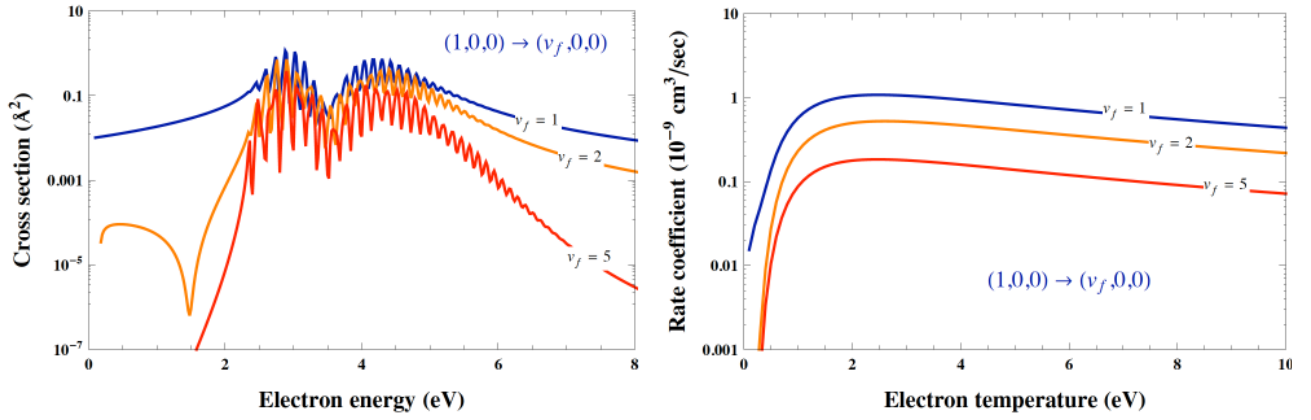 10
0.1
0.001
10^-5
10^-7
0
2
4
6
8
Cross section (Å²)
Electron energy (eV)
(1,0,0) → (v_f,0,0)
v_f = 1
v_f = 2
v_f = 5
10
1
0.1
0.01
0.001
0
2
4
6
8
10
Rate coefficient (10^-9 cm^3/sec)
Electron temperature (eV)
v_f = 1
v_f = 2
v_f = 5
(1,0,0) → (v_f,0,0)